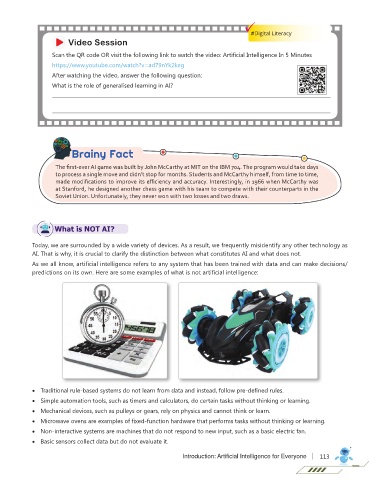 #Digital Literacy
Video Session
Scan the QR code OR visit the following link to watch the video: Artificial Intelligence In 5 Minutes
After watching the video, answer the following question:
What is the role of generalised learning in AI?
Brainy Fact
The first-ever AI game was built by John McCarthy at MIT on the IBM 704. The program would take days
to process a single move and didn't stop for months. Students and McCarthy himself, from time to time,
made modifications to improve its efficiency and accuracy. Interestingly, in 1966 when McCarthy was
at Stanford, he designed another chess game with his team to compete with their counterparts in the
Soviet Union. Unfortunately, they never won with two losses and two draws.
What is NOT AI?
Today, we are surrounded by a wide variety of devices. As a result, we frequently misidentify any other technology as
AI. That is why, it is crucial to clarify the distinction between what constitutes AI and what does not.
As we all know, artificial intelligence refers to any system that has been trained with data and can make decisions/
predictions on its own. Here are some examples of what is not artificial intelligence:
• Traditional rule-based systems do not learn from data and instead, follow pre-defined rules.
• Simple automation tools, such as timers and calculators, do certain tasks without thinking or learning.
• Mechanical devices, such as pulleys or gears, rely on physics and cannot think or learn.
• Microwave ovens are examples of fixed-function hardware that performs tasks without thinking or learning.
• Non-interactive systems are machines that do not respond to new input, such as a basic electric fan.
• Basic sensors collect data but do not evaluate it.
Introduction: Artificial Intelligence for Everyone | 113